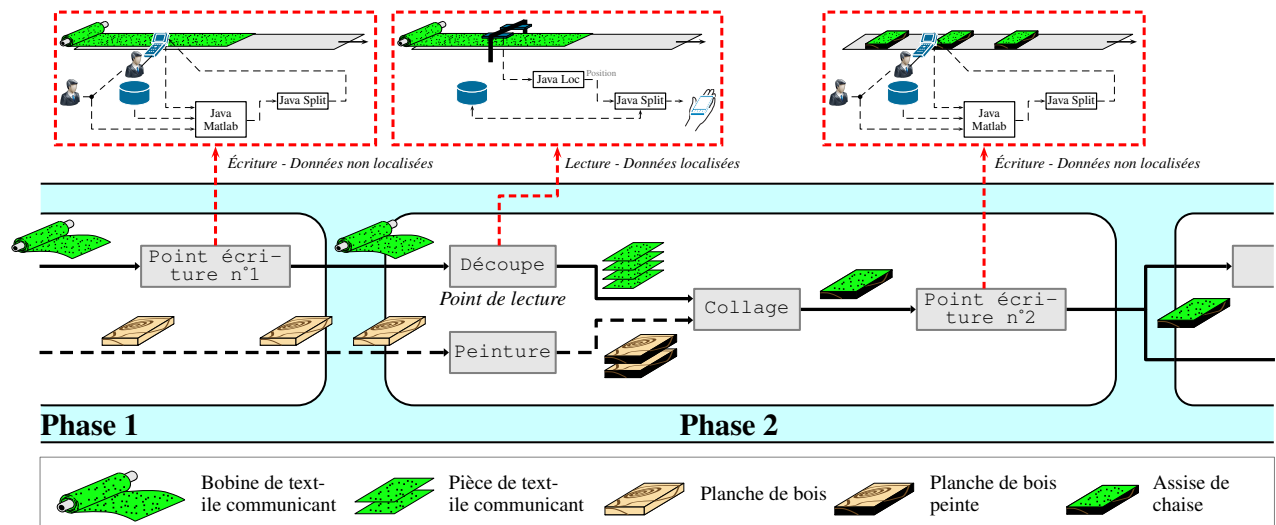 Java
Matlab
Java Split
Java Loc
Position
Java Split
Java
Matlab
Java Split
Écriture - Données non localisées
Lecture - Données localisées
Écriture - Données non localisées
Point écri-
ture n°1
Découpe
Point de lecture
Peinture
Collage
Point écri-
ture n°2
Phase 1
Phase 2
Bobine de text-
ile communicant
Pièce de text-
ile communicant
Planche de bois
Planche de bois
peinte
Assise de
chaise